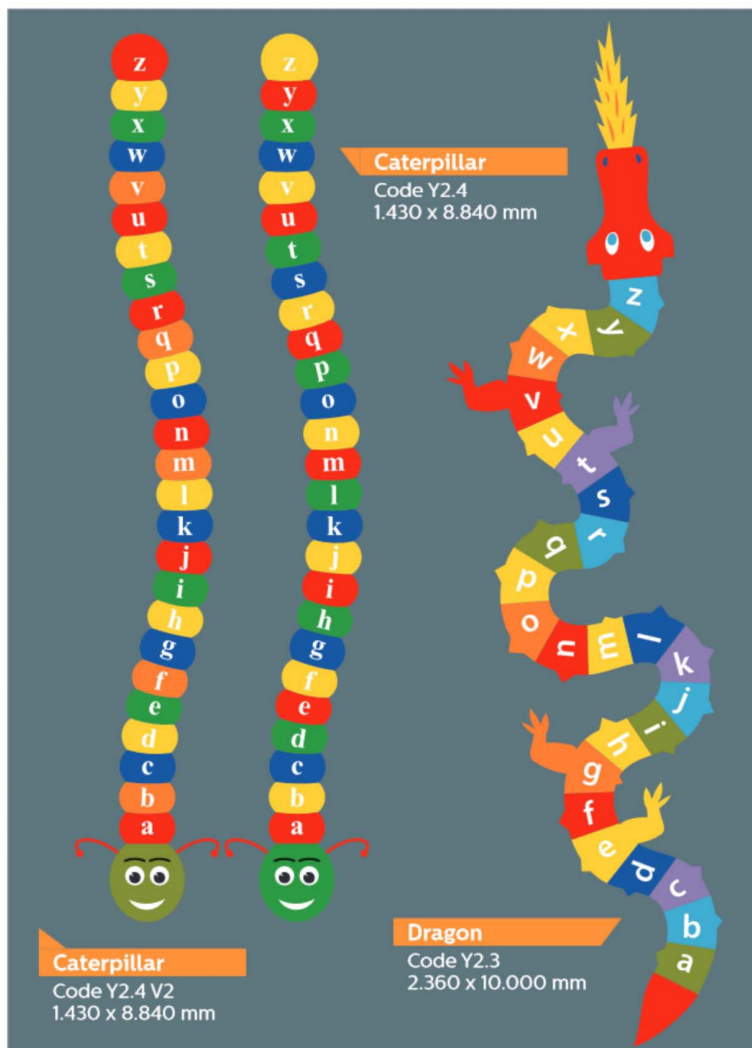 z
y
x
w
v
u
t
s
r
q
p
o
n
m
l
k
j
i
h
g
f
e
d
c
b
a
Caterpillar
Code Y2.4 V2
1.430 x 8.840 mm
z
y
x
w
v
u
t
s
r
q
p
o
n
m
l
k
j
i
h
g
f
e
d
c
b
a
Caterpillar
Code Y2.4
1.430 x 8.840 mm
z
y
x
w
v
u
t
s
r
q
p
o
n
m
l
k
j
i
h
g
f
e
d
c
b
a
Dragon
Code Y2.3
2.360 x 10.000 mm